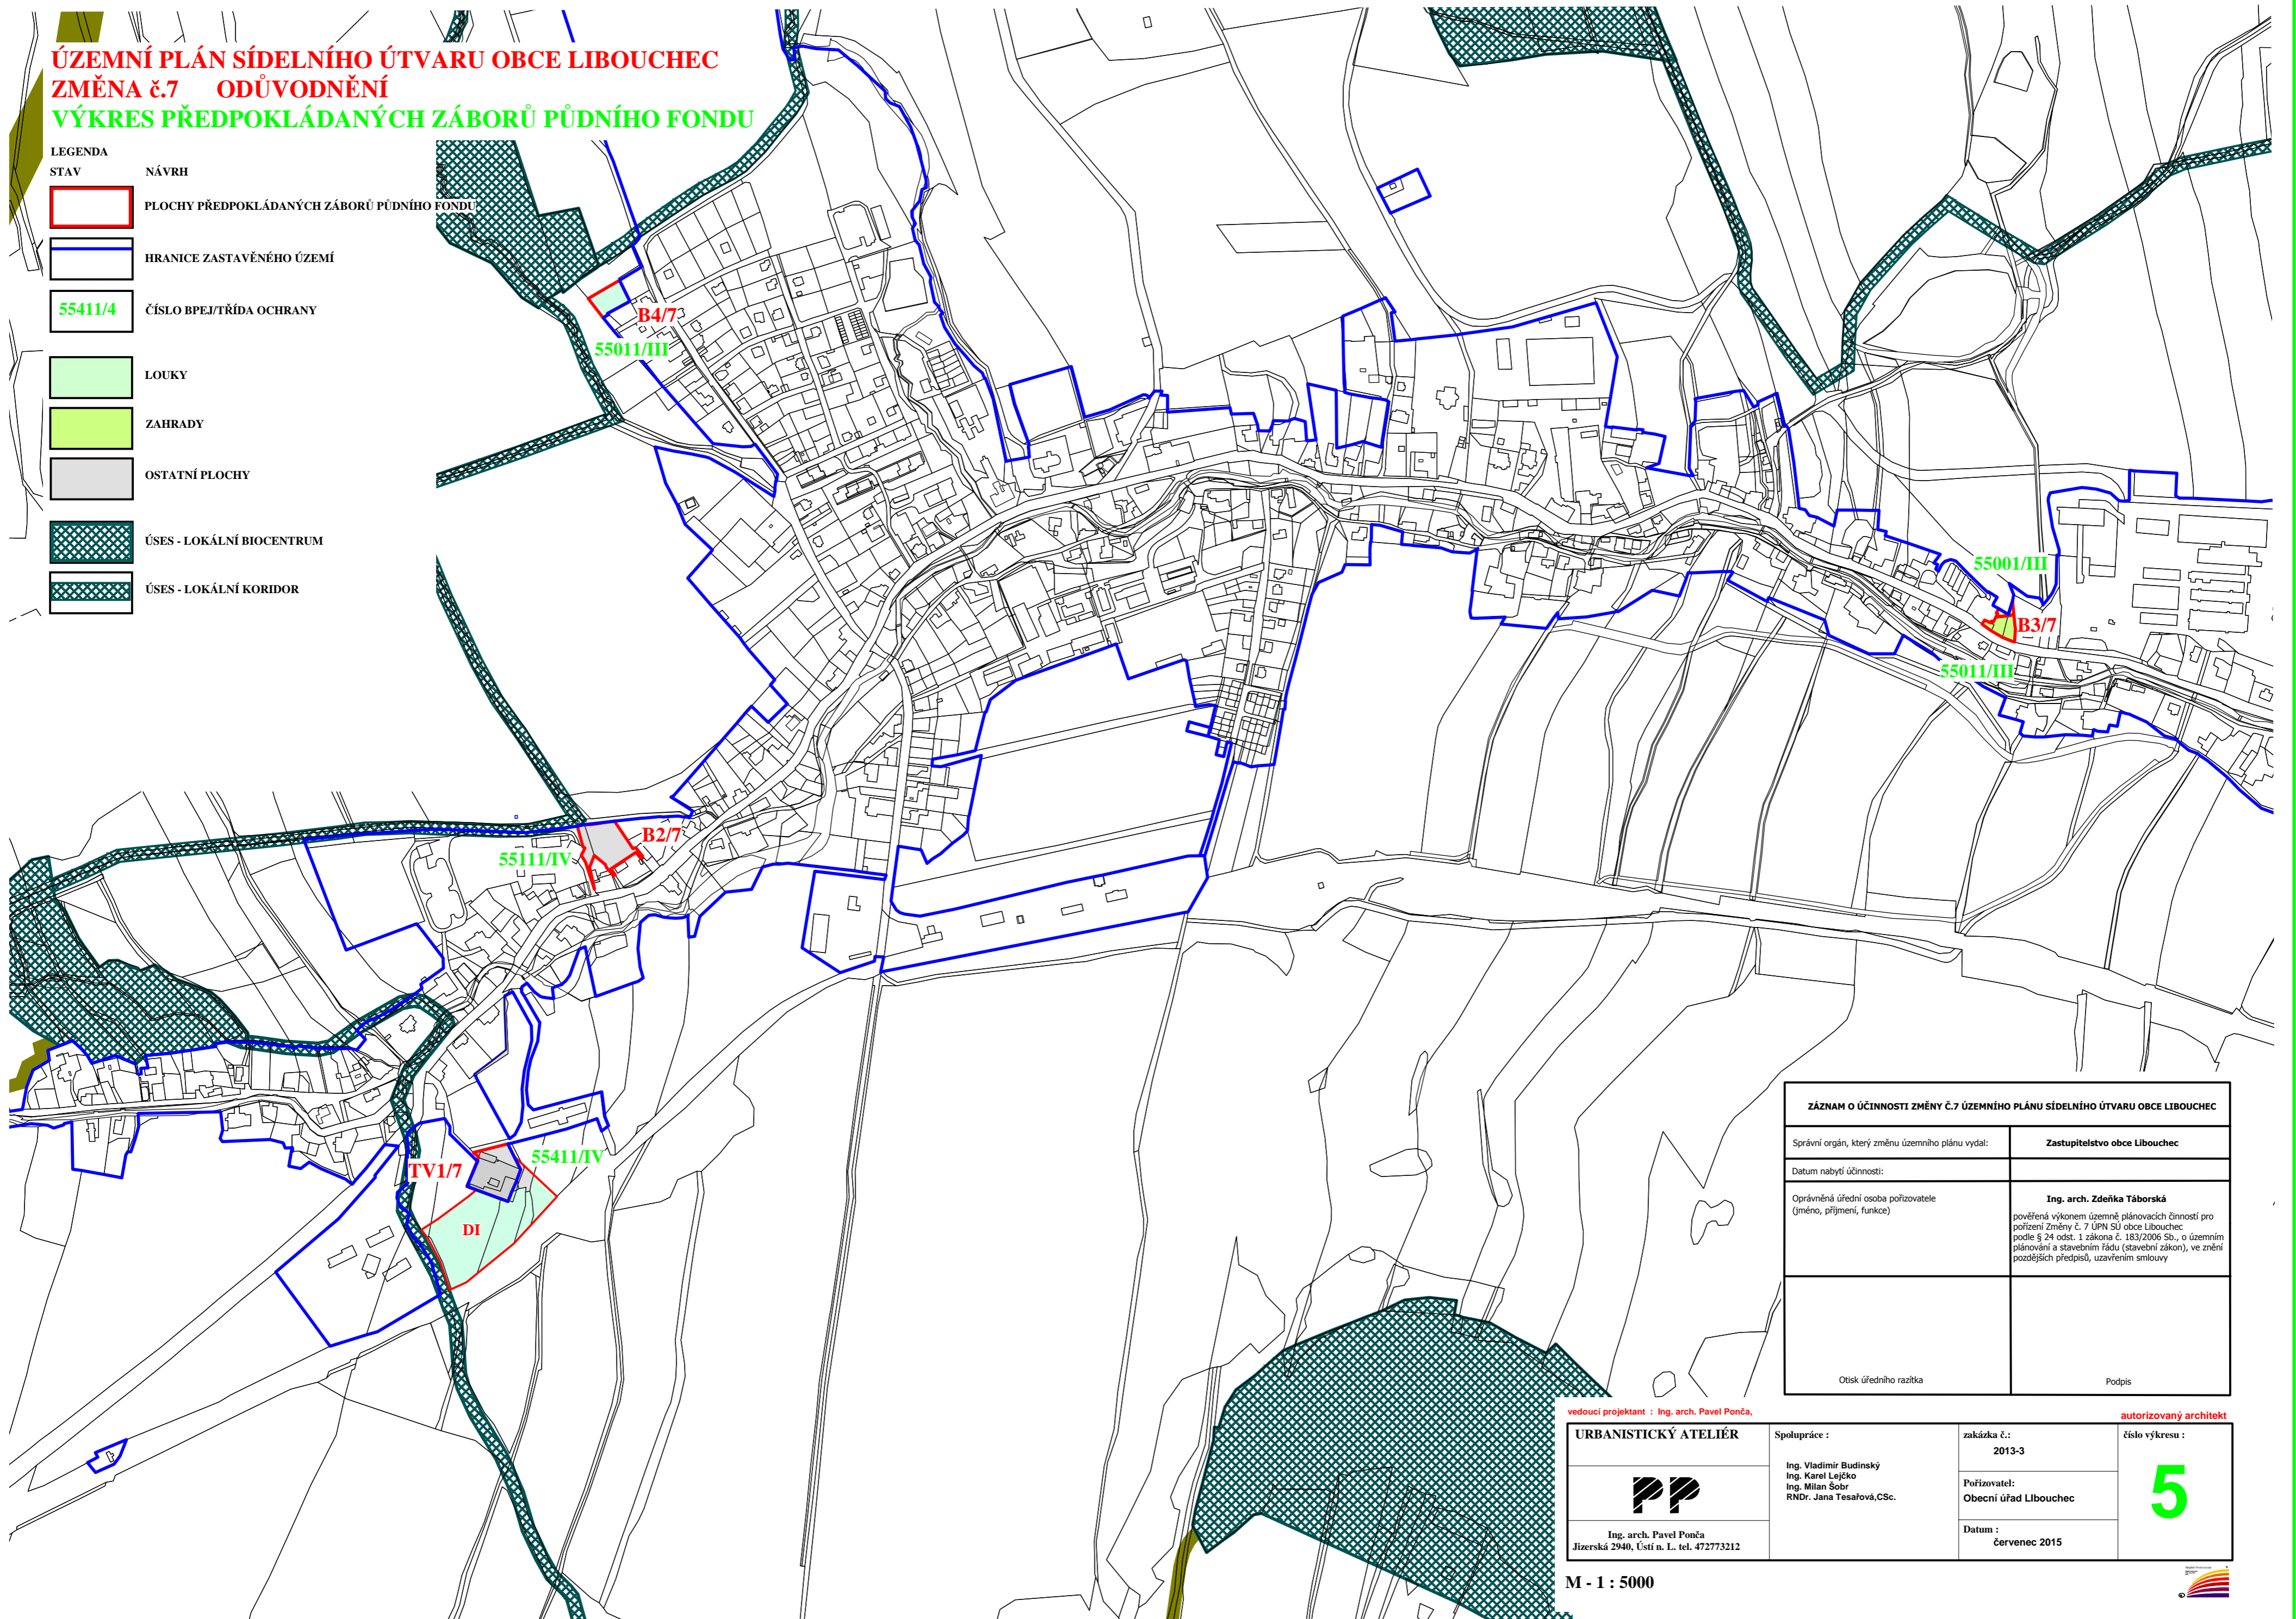 ÚZEMNÍ PLÁN SÍDELNÍHO ÚTVARU OBCE LIBOUCHEC
ZMĚNA č.7 ODŮVODNĚNÍ
VÝKRES PŘEDPOKLÁDANÝCH ZÁBORŮ PŮDNÍHO FONDU
LEGENDA
STAV NÁVRH
PLOCHY PŘEDPOKLÁDANÝCH ZÁBORŮ PŮDNÍHO FONDU
HRANICE ZASTAVĚNÉHO ÚZEMÍ
55411/4 ČÍSLO BPEJ/TŘÍDA OCHRANY
LOUKY
ZAHRADY
OSTATNÍ PLOCHY
ÚSES - LOKÁLNÍ BIOCENTRUM
ÚSES - LOKÁLNÍ KORIDOR
B4/7
55011/III
55001/III
B3/7
55011/III
B2/7
55111/IV
55411/IV
TV1/7
DI
ZÁZNAM O ÚČINNOSTI ZMĚNY Č.7 ÚZEMNÍHO PLÁNU SÍDELNÍHO ÚTVARU OBCE LIBOUCHEC
Správní orgán, který změnu územního plánu vydal:
Zastupitelstvo obce Libouchec
Datum nabytí účinnosti:
Oprávněná úřední osoba pořizovatele
(jméno, příjmení, funkce)
Ing. arch. Zdeňka Táborská
pověřená výkonem územně plánovacích činností pro
pořízení Změny č. 7 ÚPN SÚ obce Libouchec
podle § 24 odst. 1 zákona č. 183/2006 Sb., o územním
plánování a stavebním řádu (stavební zákon), ve znění
pozdějších předpisů, uzavřením smlouvy
Otisk úředního razítka
Podpis
vedoucí projektant : Ing. arch. Pavel Ponča,
autorizovaný architekt
URBANISTICKÝ ATELIÉR
PP
Ing. arch. Pavel Ponča
Jizerská 2940, Ústí n. L. tel. 472773212
Spolupráce :
Ing. Vladimír Budinský
Ing. Karel Lejčko
Ing. Milan Šobr
RNDr. Jana Tesařová,CSc.
zakázka č.:
2013-3
Pořizovatel:
Obecní úřad LIbouchec
Datum :
červenec 2015
číslo výkresu :
5
M - 1 : 5000